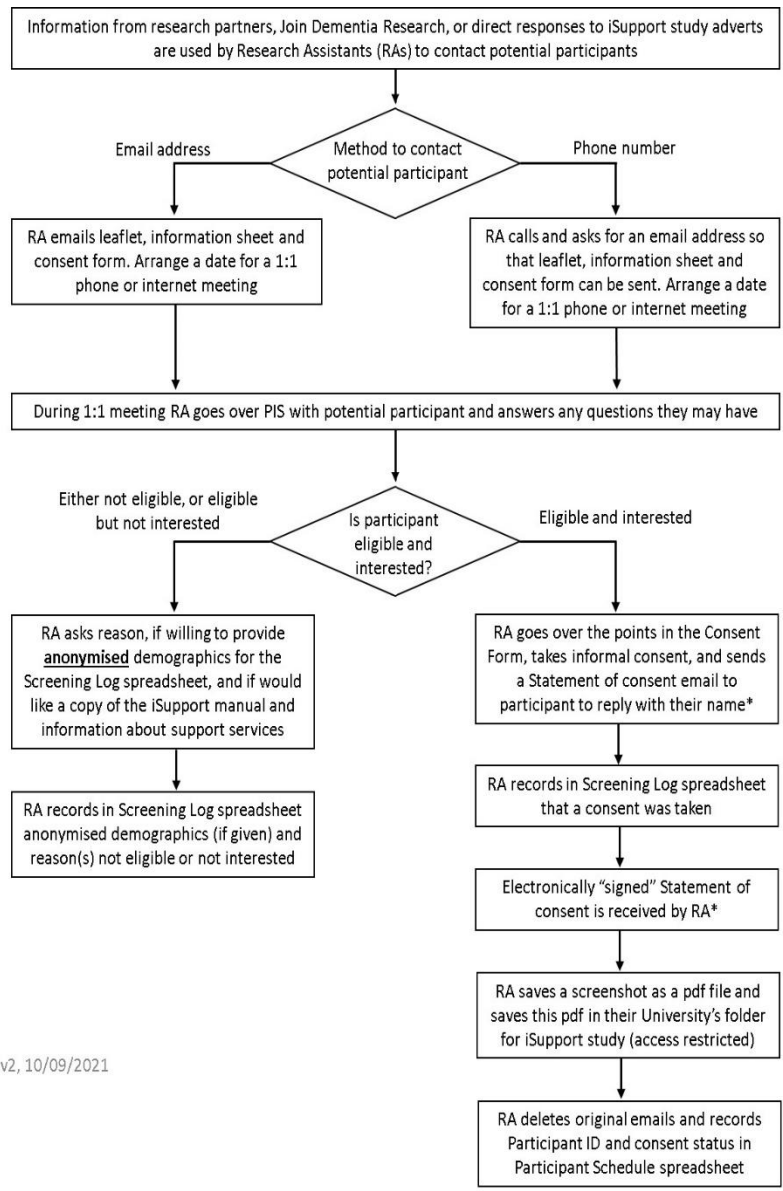 Information from research partners, Join Dementia Research, or direct responses to iSupport study adverts
are used by Research Assistants (RAs) to contact potential participants
Email address
Method to contact
potential participant
Phone number
RA emails leaflet, information sheet and
consent form. Arrange a date for a 1:1
phone or internet meeting
RA calls and asks for an email address so
that leaflet, information sheet and
consent form can be sent. Arrange a date
for a 1:1 phone or internet meeting
During 1:1 meeting RA goes over PIS with potential participant and answers any questions they may have
Either not eligible, or eligible
but not interested
Is participant
eligible and
interested?
Eligible and interested
RA asks reason, if willing to provide
anonymised demographics for the
Screening Log spreadsheet, and if would
like a copy of the iSupport manual and
information about support services
RA goes over the points in the Consent
Form, takes informal consent, and sends
a Statement of consent email to
participant to reply with their name*
RA records in Screening Log spreadsheet
anonymised demographics (if given) and
reason(s) not eligible or not interested
RA records in Screening Log spreadsheet
that a consent was taken
Electronically “signed” Statement of
consent is received by RA*
RA saves a screenshot as a pdf file and
saves this pdf in their University’s folder
for iSupport study (access restricted)
v2, 10/09/2021
RA deletes original emails and records
Participant ID and consent status in
Participant Schedule spreadsheet